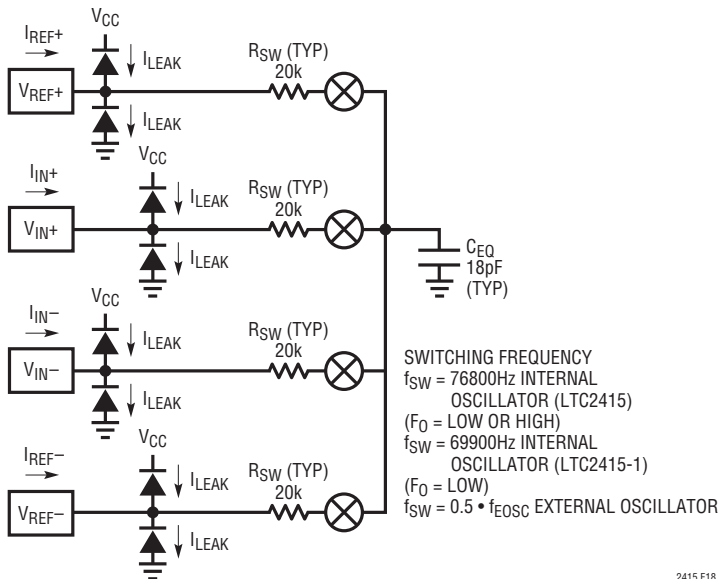 VCC
IREF+
ILEAK
RSW (TYP)
20k
VREF+
ILEAK
VCC
IIN+
ILEAK
RSW (TYP)
20k
VIN+
ILEAK
CEQ
18pF
(TYP)
VCC
IIN−
ILEAK
RSW (TYP)
20k
VIN−
ILEAK
SWITCHING FREQUENCY
fSW = 76800Hz INTERNAL
OSCILLATOR (LTC2415)
(FO = LOW OR HIGH)
fSW = 69900Hz INTERNAL
OSCILLATOR (LTC2415-1)
(FO = LOW)
fSW = 0.5 • fEOSC EXTERNAL OSCILLATOR
VCC
IREF−
ILEAK
RSW (TYP)
20k
VREF−
ILEAK
2415 F18